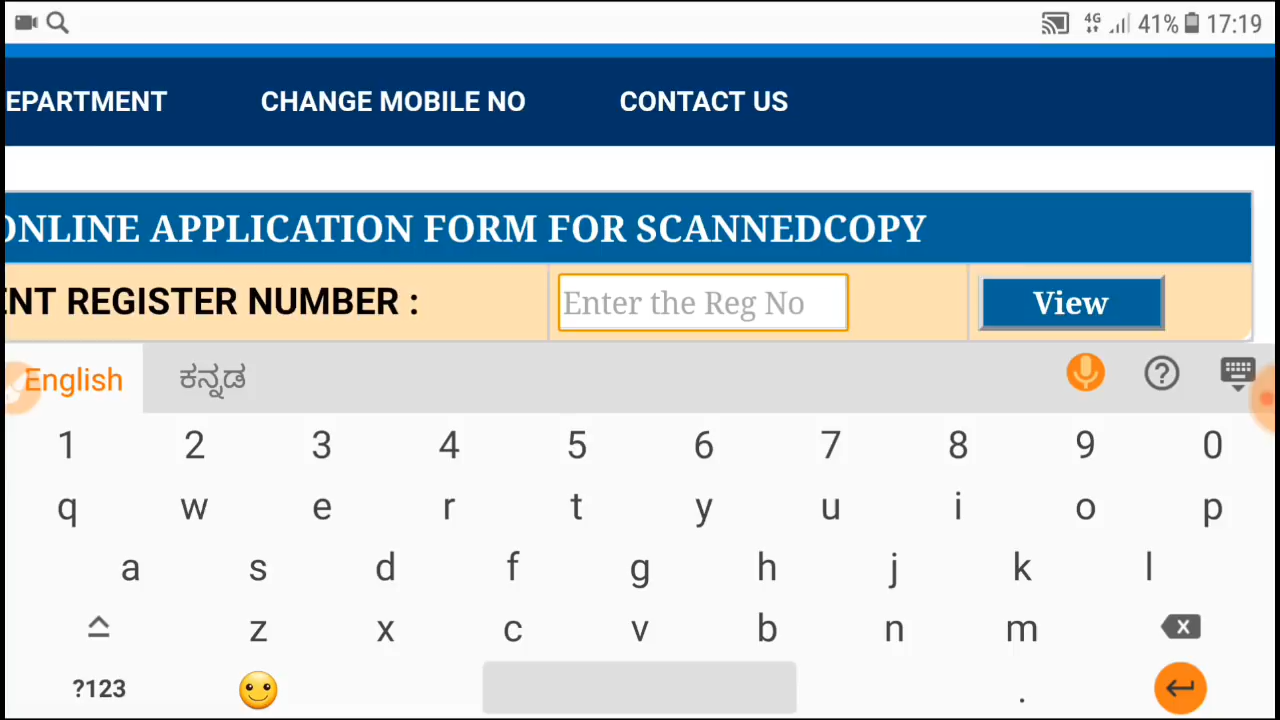 4G 41% 17:19
EPARTMENT CHANGE MOBILE NO CONTACT US
ONLINE APPLICATION FORM FOR SCANNEDCOPY
ENT REGISTER NUMBER : Enter the Reg No View
English ಕನ್ನಡ
1 2 3 4 5 6 7 8 9 0
q w e r t y u i o p
a s d f g h j k l
z x c v b n m
?123 .